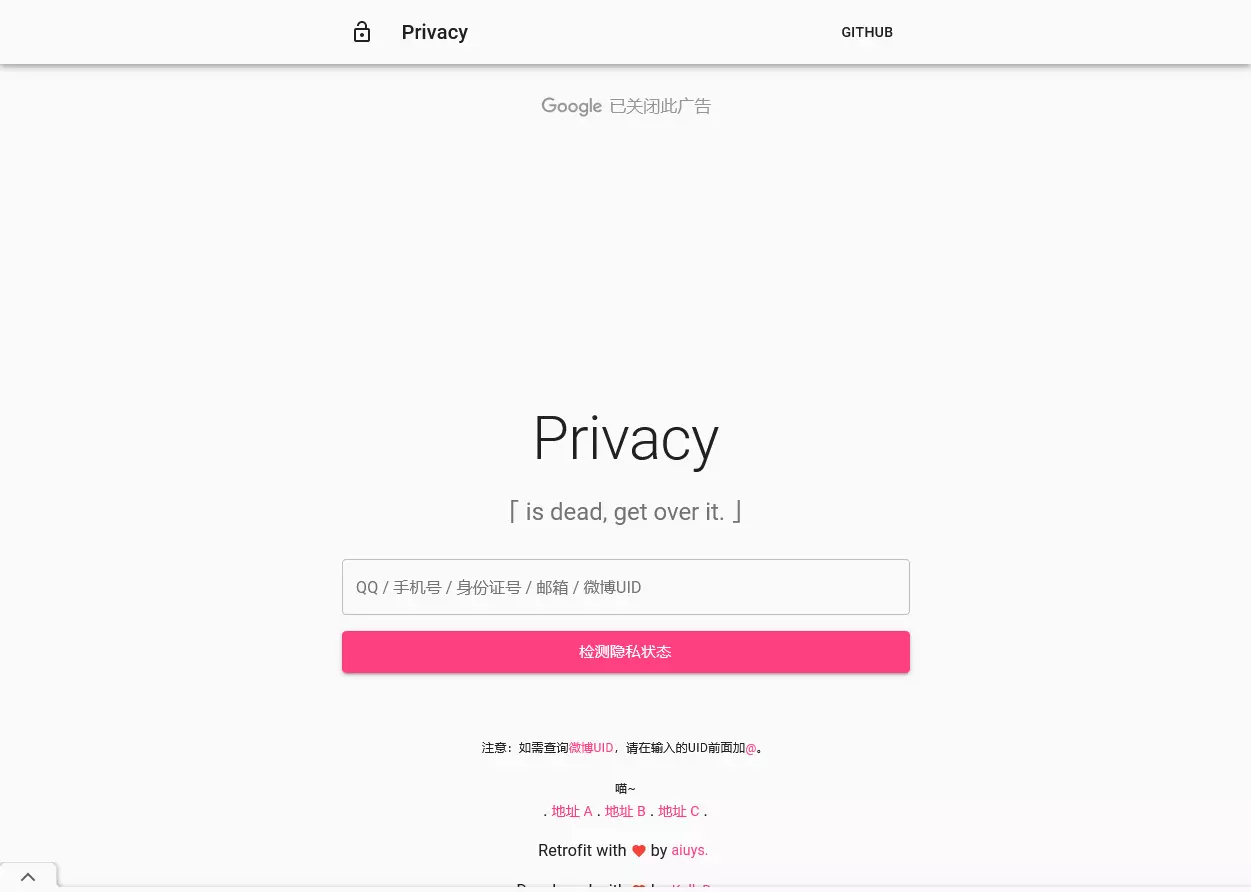 Privacy
GITHUB
Google 已关闭此广告
Privacy
「 is dead, get over it. 」
QQ / 手机号 / 身份证号 / 邮箱 / 微博UID
检测隐私状态
注意：如需查询微博UID，请在输入的UID前面加@。
喵~
. 地址 A . 地址 B . 地址 C .
Retrofit with ❤ by aiuys.